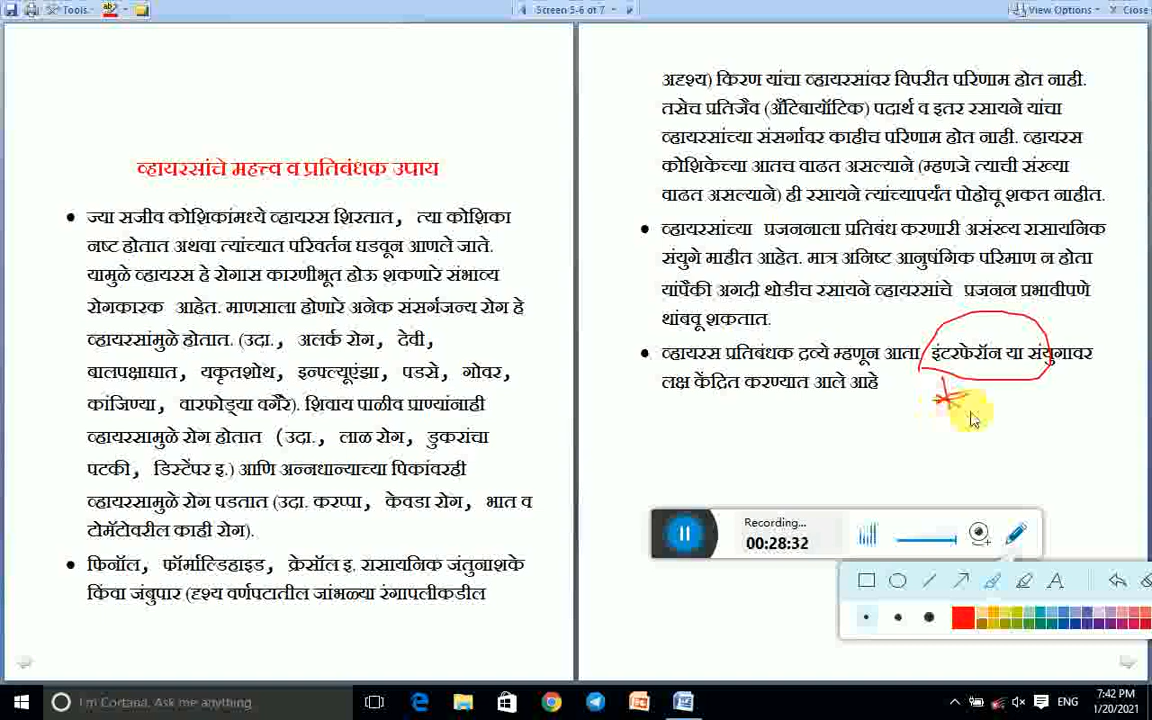 Tools
Screen 5-6 of 7
View Options
Close
व्हायरसांचे महत्त्व व प्रतिबंधक उपाय
ज्या सजीव कोशिकांमध्ये व्हायरस शिरतात, त्या कोशिका
नष्ट होतात अथवा त्यांच्यात परिवर्तन घडवून आणले जाते.
यामुळे व्हायरस हे रोगास कारणीभूत होऊ शकणारे संभाव्य
रोगकारक आहेत. माणसाला होणारे अनेक संसर्गजन्य रोग हे
व्हायरसांमुळे होतात. (उदा., अलर्क रोग, देवी,
बालपक्षाघात, यकृतशोथ, इन्फ्ल्यूएंझा, पडसे, गोवर,
कांजिण्या, वारफोड्या वगैरे). शिवाय पाळीव प्राण्यांनाही
व्हायरसामुळे रोग होतात (उदा., लाळ रोग, डुकरांचा
पटकी, डिस्टेंपर इ.) आणि अन्नधान्याच्या पिकांवरही
व्हायरसामुळे रोग पडतात (उदा. करप्पा, केवडा रोग, भात व
टोमॅटोवरील काही रोग).
फिनॉल, फॉर्माल्डिहाइड, क्रेसॉल इ. रासायनिक जंतुनाशके
किंवा जंबुपार (दृश्य वर्णपटातील जांभळ्या रंगापलीकडील
अदृश्य) किरण यांचा व्हायरसांवर विपरीत परिणाम होत नाही.
तसेच प्रतिजैव (अँटिबायॉटिक) पदार्थ व इतर रसायने यांचा
व्हायरसांच्या संसर्गावर काहीच परिणाम होत नाही. व्हायरस
कोशिकेच्या आतच वाढत असल्याने (म्हणजे त्याची संख्या
वाढत असल्याने) ही रसायने त्यांच्यापर्यंत पोहोचू शकत नाहीत.
व्हायरसांच्या प्रजननाला प्रतिबंध करणारी असंख्य रासायनिक
संयुगे माहीत आहेत. मात्र अनिष्ट आनुषंगिक परिमाण न होता
यांपैकी अगदी थोडीच रसायने व्हायरसांचे प्रजनन प्रभावीपणे
थांबवू शकतात.
व्हायरस प्रतिबंधक द्रव्ये म्हणून आता इंटरफेरॉन या संयुगावर
लक्ष केंद्रित करण्यात आले आहे
Recording...
00:28:32
A
I'm Cortana. Ask me anything
ENG
7:42 PM
1/20/2021